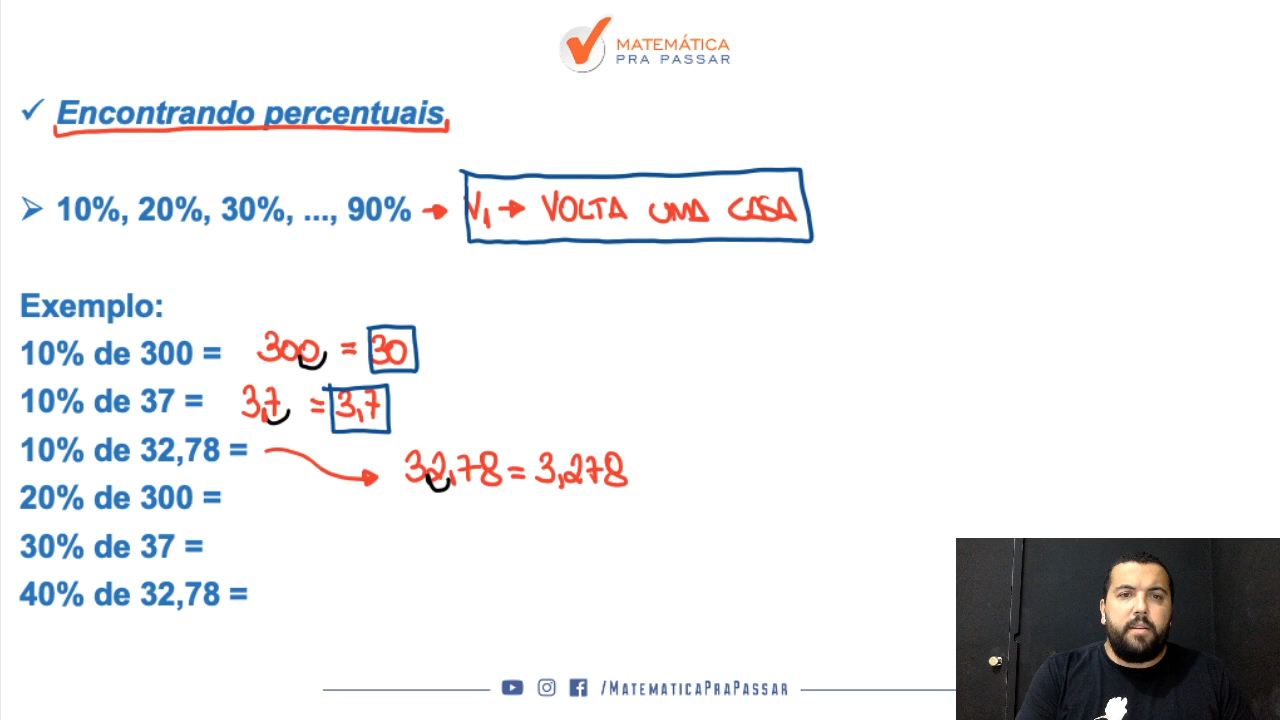 MATEMÁTICA
PRA PASSAR
✓ Encontrando percentuais
➢ 10%, 20%, 30%, ..., 90% → V1 → VOLTA UMA CASA
Exemplo:
10% de 300 = 300 = 30
10% de 37 = 3,7 = 3,7
10% de 32,78 = → 32,78 = 3,278
20% de 300 =
30% de 37 =
40% de 32,78 =
/MATEMATICAPRAPASSAR